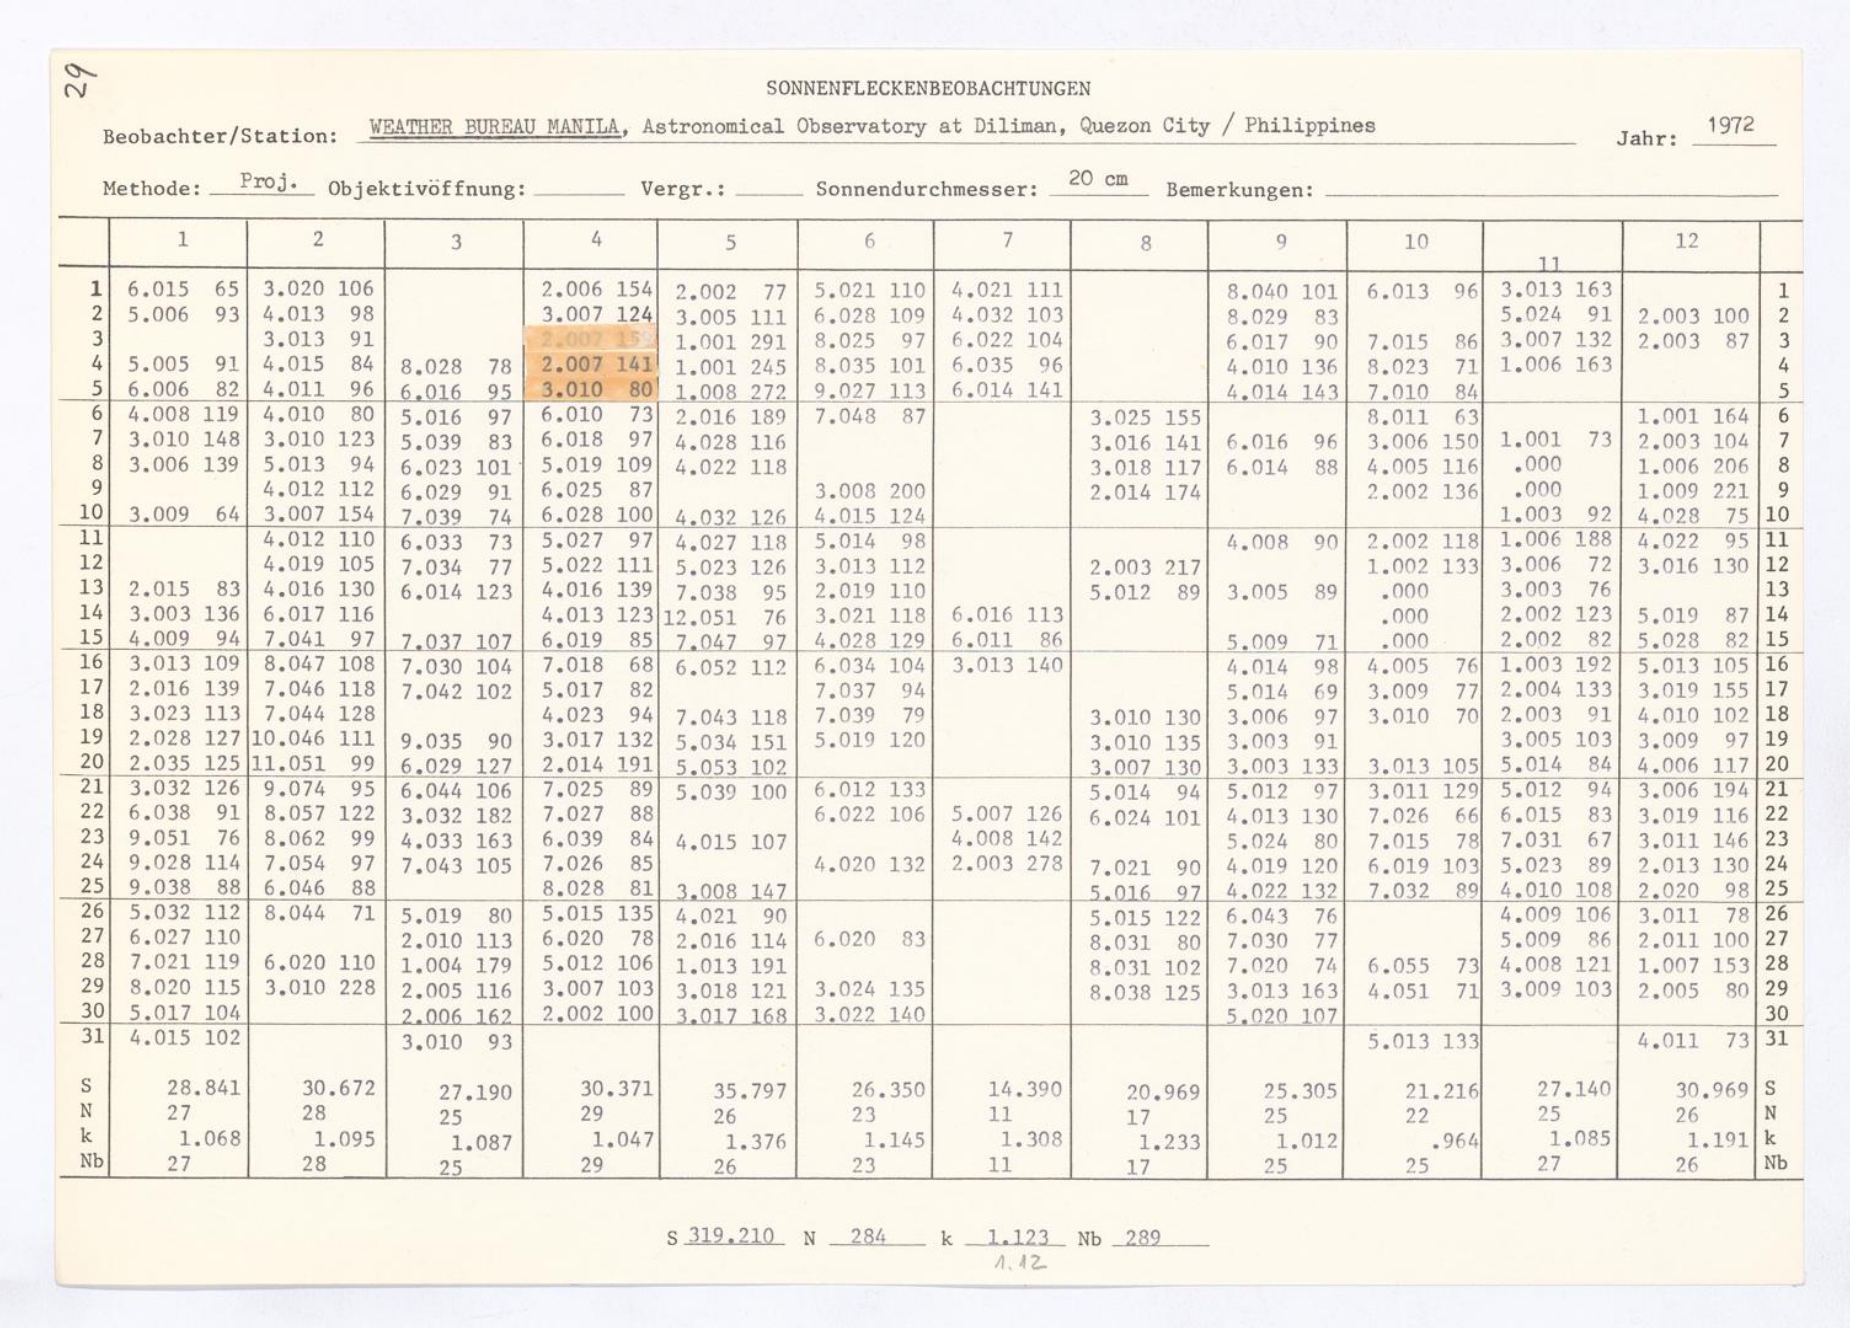 29
SONNENFLECKENBEOBACHTUNGEN
Beobachter/Station: WEATHER BUREAU MANILA, Astronomical Observatory at Diliman, Quezon City / Philippines Jahr: 1972
Methode: Proj. Objektivöffnung: Vergr.: Sonnendurchmesser: 20 cm Bemerkungen:
1 2 3 4 5 6 7 8 9 10 11 12
1 6.015 65 3.020 106 2.006 154 2.002 77 5.021 110 4.021 111 8.040 101 6.013 96 3.013 163 1
2 5.006 93 4.013 98 3.007 124 3.005 111 6.028 109 4.032 103 8.029 83 5.024 91 2.003 100 2
3 3.013 91 2.007 1.001 291 8.025 97 6.022 104 6.017 90 7.015 86 3.007 132 2.003 87 3
4 5.005 91 4.015 84 8.028 78 2.007 141 1.001 245 8.035 101 6.035 96 4.010 136 8.023 71 1.006 163 4
5 6.006 82 4.011 96 6.016 95 3.010 80 1.008 272 9.027 113 6.014 141 4.014 143 7.010 84 5
6 4.008 119 4.010 80 5.016 97 6.010 73 2.016 189 7.048 87 3.025 155 8.011 63 1.001 164 6
7 3.010 148 3.010 123 5.039 83 6.018 97 4.028 116 3.016 141 6.016 96 3.006 150 1.001 73 2.003 104 7
8 3.006 139 5.013 94 6.023 101 5.019 109 4.022 118 3.018 117 6.014 88 4.005 116 .000 1.006 206 8
9 4.012 112 6.029 91 6.025 87 3.008 200 2.014 174 2.002 136 .000 1.009 221 9
10 3.009 64 3.007 154 7.039 74 6.028 100 4.032 126 4.015 124 1.003 92 4.028 75 10
11 4.012 110 6.033 73 5.027 97 4.027 118 5.014 98 4.008 90 2.002 118 1.006 188 4.022 95 11
12 4.019 105 7.034 77 5.022 111 5.023 126 3.013 112 2.003 217 1.002 133 3.006 72 3.016 130 12
13 2.015 83 4.016 130 6.014 123 4.016 139 7.038 95 2.019 110 5.012 89 3.005 89 .000 3.003 76 13
14 3.003 136 6.017 116 4.013 123 12.051 76 3.021 118 6.016 113 .000 2.002 123 5.019 87 14
15 4.009 94 7.041 97 7.037 107 6.019 85 7.047 97 4.028 129 6.011 86 5.009 71 .000 2.002 82 5.028 82 15
16 3.013 109 8.047 108 7.030 104 7.018 68 6.052 112 6.034 104 3.013 140 4.014 98 4.005 76 1.003 192 5.013 105 16
17 2.016 139 7.046 118 7.042 102 5.017 82 7.037 94 5.014 69 3.009 77 2.004 133 3.019 155 17
18 3.023 113 7.044 128 4.023 94 7.043 118 7.039 79 3.010 130 3.006 97 3.010 70 2.003 91 4.010 102 18
19 2.028 127 10.046 111 9.035 90 3.017 132 5.034 151 5.019 120 3.010 135 3.003 91 3.005 103 3.009 97 19
20 2.035 125 11.051 99 6.029 127 2.014 191 5.053 102 3.007 130 3.003 133 3.013 105 5.014 84 4.006 117 20
21 3.032 126 9.074 95 6.044 106 7.025 89 5.039 100 6.012 133 5.014 94 5.012 97 3.011 129 5.012 94 3.006 194 21
22 6.038 91 8.057 122 3.032 182 7.027 88 6.022 106 5.007 126 6.024 101 4.013 130 7.026 66 6.015 83 3.019 116 22
23 9.051 76 8.062 99 4.033 163 6.039 84 4.015 107 4.008 142 5.024 80 7.015 78 7.031 67 3.011 146 23
24 9.028 114 7.054 97 7.043 105 7.026 85 4.020 132 2.003 278 7.021 90 4.019 120 6.019 103 5.023 89 2.013 130 24
25 9.038 88 6.046 88 8.028 81 3.008 147 5.016 97 4.022 132 7.032 89 4.010 108 2.020 98 25
26 5.032 112 8.044 71 5.019 80 5.015 135 4.021 90 5.015 122 6.043 76 4.009 106 3.011 78 26
27 6.027 110 2.010 113 6.020 78 2.016 114 6.020 83 8.031 80 7.030 77 5.009 86 2.011 100 27
28 7.021 119 6.020 110 1.004 179 5.012 106 1.013 191 8.031 102 7.020 74 6.055 73 4.008 121 1.007 153 28
29 8.020 115 3.010 228 2.005 116 3.007 103 3.018 121 3.024 135 8.038 125 3.013 163 4.051 71 3.009 103 2.005 80 29
30 5.017 104 2.006 162 2.002 100 3.017 168 3.022 140 5.020 107 30
31 4.015 102 3.010 93 5.013 133 4.011 73 31
S 28.841 30.672 27.190 30.371 35.797 26.350 14.390 20.969 25.305 21.216 27.140 30.969 S
N 27 28 25 29 26 23 11 17 25 22 25 26 N
k 1.068 1.095 1.087 1.047 1.376 1.145 1.308 1.233 1.012 .964 1.085 1.191 k
Nb 27 28 25 29 26 23 11 17 25 25 27 26 Nb
S 319.210 N 284 k 1.123 Nb 289
1.12